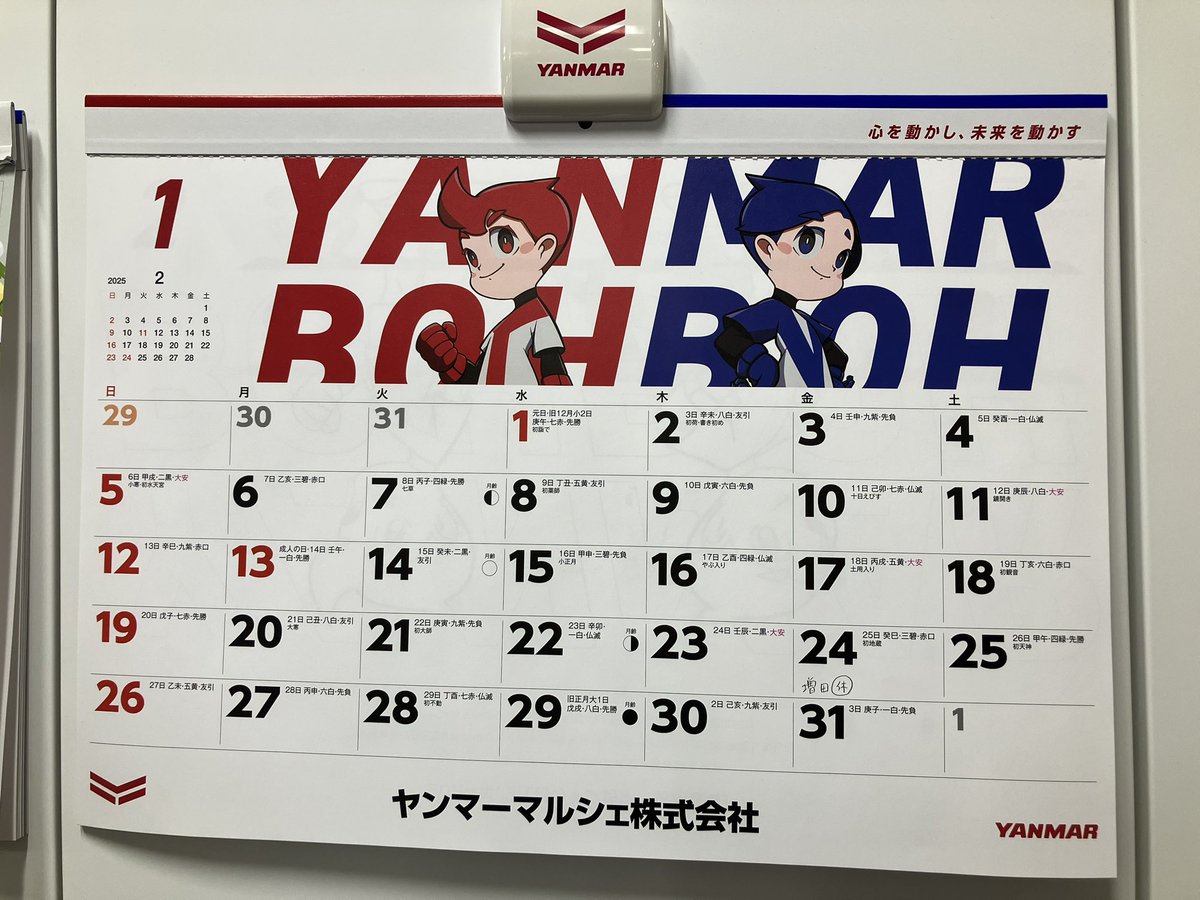 YANMAR
心を動かし、未来を動かす
1
YANMAR
BOHBOH
2025 2
日 月 火 水 木 金 土
1
2 3 4 5 6 7 8
9 10 11 12 13 14 15
16 17 18 19 20 21 22
23 24 25 26 27 28
日 月 火 水 木 金 土
29
30
31
1 元日・旧12月小2日
庚午・七赤・先勝
初詣で
2 3日 辛未・八白・友引
初荷・書き初め
3 4日 壬申・九紫・先負
4 5日 癸酉・一白・仏滅
5 6日 甲戌・二黒・大安
小寒・初水天宮
6 7日 乙亥・三碧・赤口
7 8日 丙子・四緑・先勝
七草
月齢
8 9日 丁丑・五黄・友引
初薬師
9 10日 戊寅・六白・先負
10 11日 己卯・七赤・仏滅
十日えびす
11 12日 庚辰・八白・大安
鏡開き
12 13日 辛巳・九紫・赤口
13 成人の日・14日 壬午・
一白・先勝
14 15日 癸未・二黒・
友引
月齢
15 16日 甲申・三碧・先負
小正月
16 17日 乙酉・四緑・仏滅
やぶ入り
17 18日 丙戌・五黄・大安
土用入り
18 19日 丁亥・六白・赤口
初観音
19 20日 戊子・七赤・先勝
20 21日 己丑・八白・友引
大寒
21 22日 庚寅・九紫・先負
初大師
22 23日 辛卯・
一白・仏滅
月齢
23 24日 壬辰・二黒・大安
24 25日 癸巳・三碧・赤口
初地蔵
増田 休
25 26日 甲午・四緑・先勝
初天神
26 27日 乙未・五黄・友引
27 28日 丙申・六白・先負
28 29日 丁酉・七赤・仏滅
初不動
29 旧正月大1日
戊戌・八白・先勝
月齢
30 2日 己亥・九紫・友引
31 3日 庚子・一白・先負
1
ヤンマーマルシェ株式会社
YANMAR